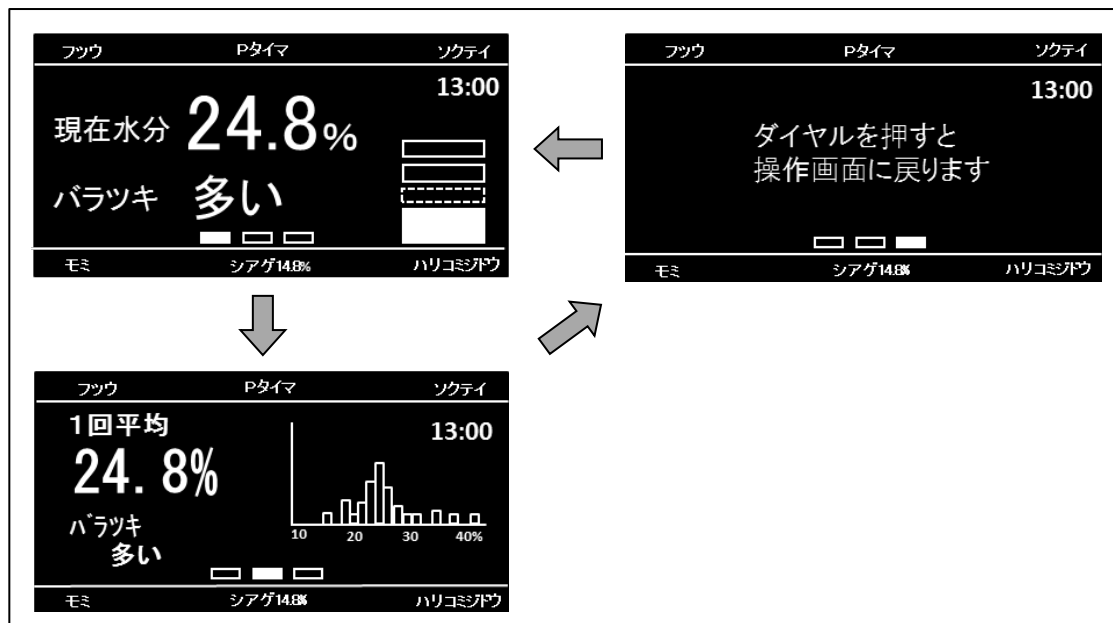 フツウ Pタイマ ソクテイ
13:00
現在水分 24.8%
バラツキ 多い
モミ シアゲ14.8% ハリコミジドウ
フツウ Pタイマ ソクテイ
13:00
ダイヤルを押すと
操作画面に戻ります
モミ シアゲ14.8% ハリコミジドウ
フツウ Pタイマ ソクテイ
1回平均 13:00
24.8%
バラツキ
多い
10 20 30 40%
モミ シアゲ14.8% ハリコミジドウ